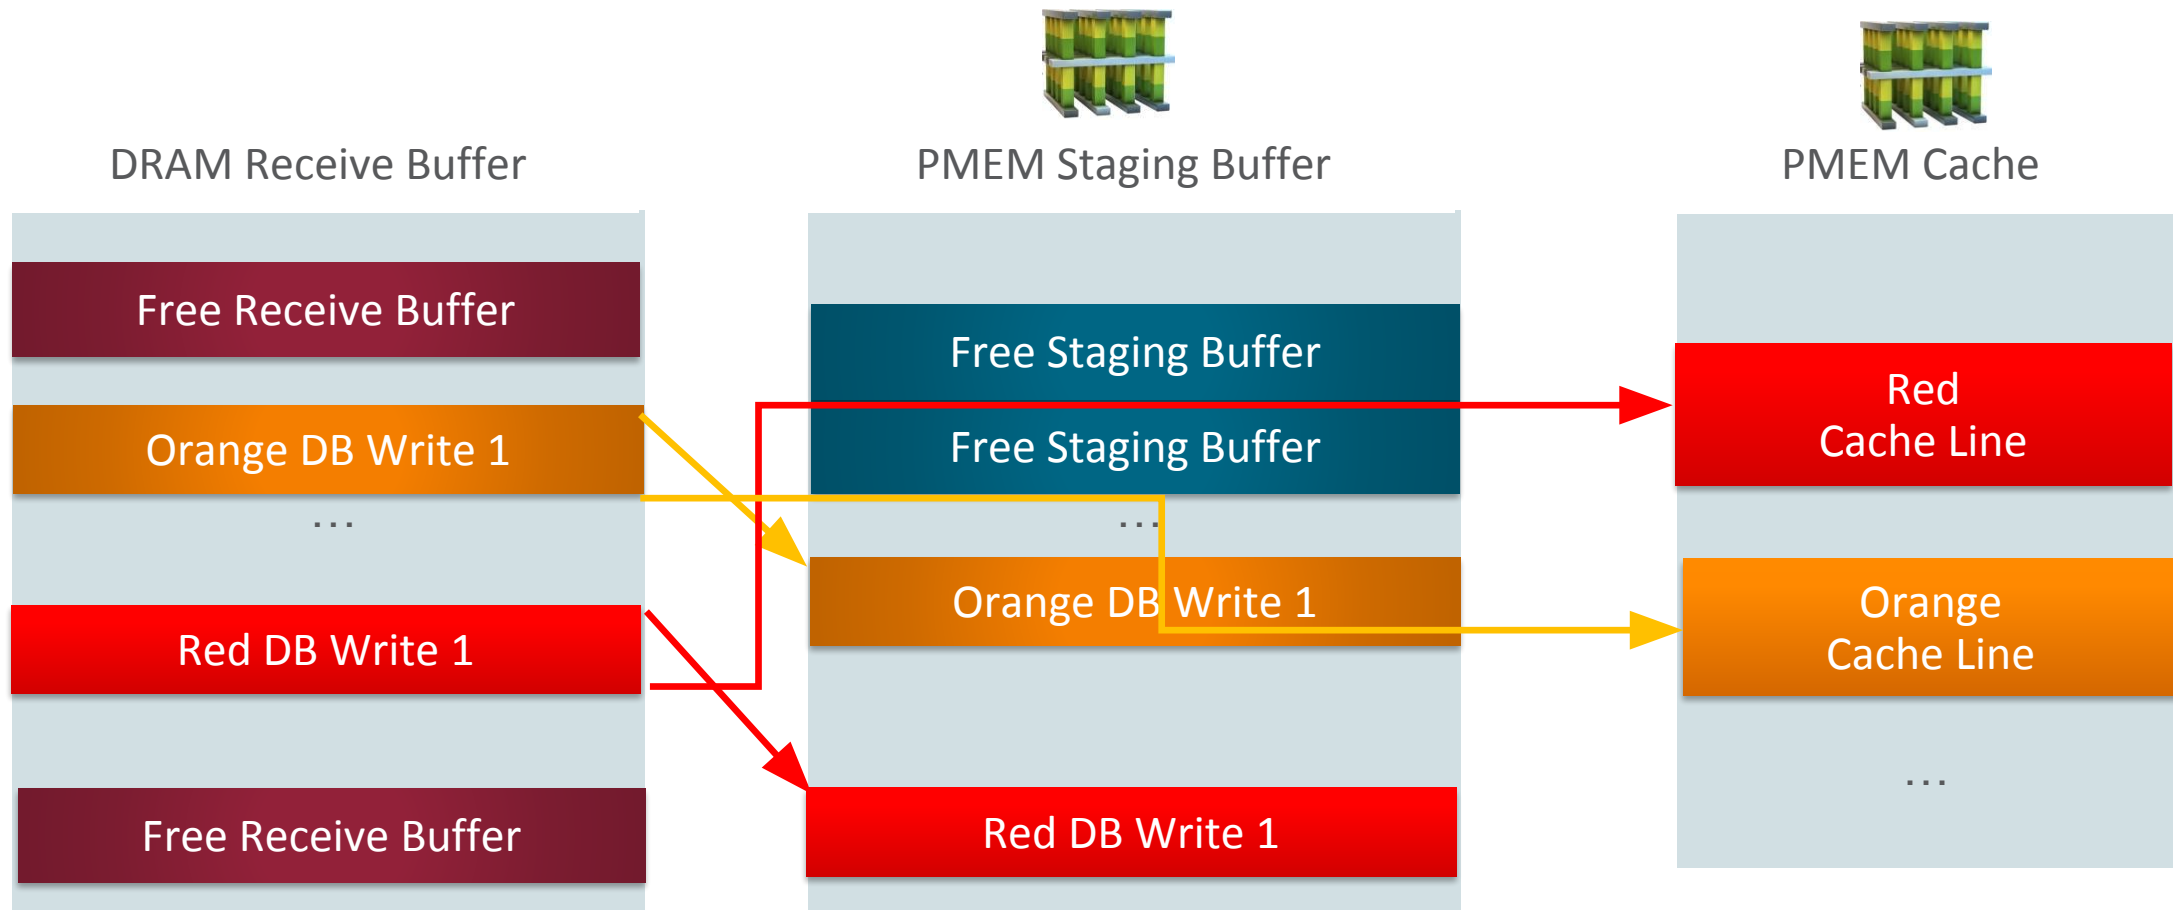 DRAM Receive Buffer
PMEM Staging Buffer
PMEM Cache
Free Receive Buffer
Orange DB Write 1
...
Red DB Write 1
Free Receive Buffer
Free Staging Buffer
Free Staging Buffer
...
Orange DB Write 1
Red DB Write 1
Red
Cache Line
Orange
Cache Line
...